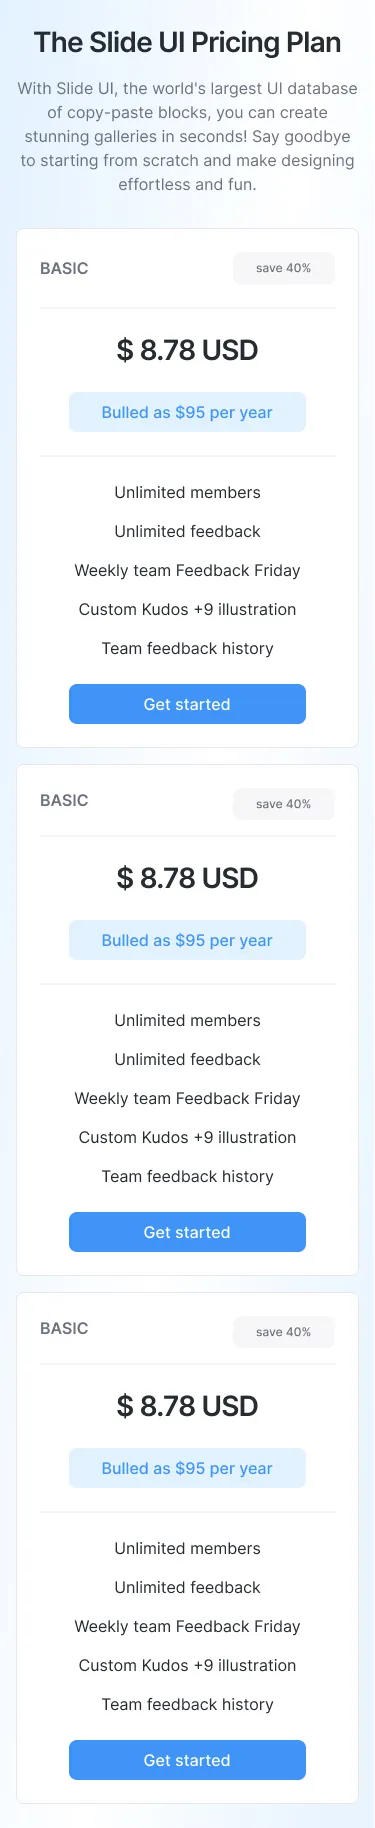 The Slide UI Pricing Plan
With Slide UI, the world's largest UI database
of copy-paste blocks, you can create
stunning galleries in seconds! Say goodbye
to starting from scratch and make designing
effortless and fun.
BASIC
save 40%
$ 8.78 USD
Bulled as $95 per year
Unlimited members
Unlimited feedback
Weekly team Feedback Friday
Custom Kudos +9 illustration
Team feedback history
Get started
BASIC
save 40%
$ 8.78 USD
Bulled as $95 per year
Unlimited members
Unlimited feedback
Weekly team Feedback Friday
Custom Kudos +9 illustration
Team feedback history
Get started
BASIC
save 40%
$ 8.78 USD
Bulled as $95 per year
Unlimited members
Unlimited feedback
Weekly team Feedback Friday
Custom Kudos +9 illustration
Team feedback history
Get started